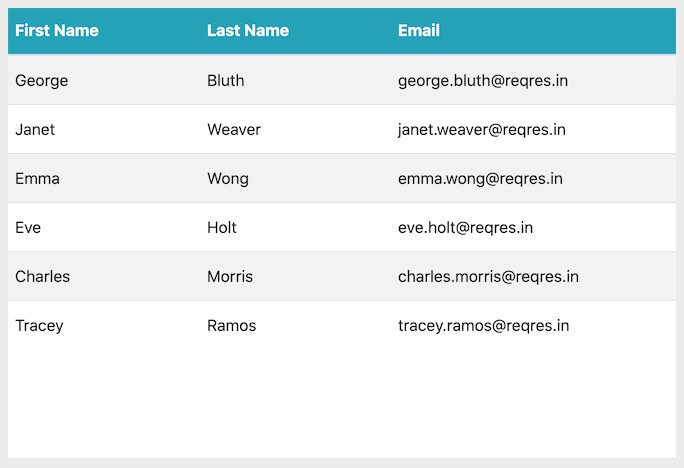 First Name Last Name Email
George Bluth george.bluth@reqres.in
Janet Weaver janet.weaver@reqres.in
Emma Wong emma.wong@reqres.in
Eve Holt eve.holt@reqres.in
Charles Morris charles.morris@reqres.in
Tracey Ramos tracey.ramos@reqres.in